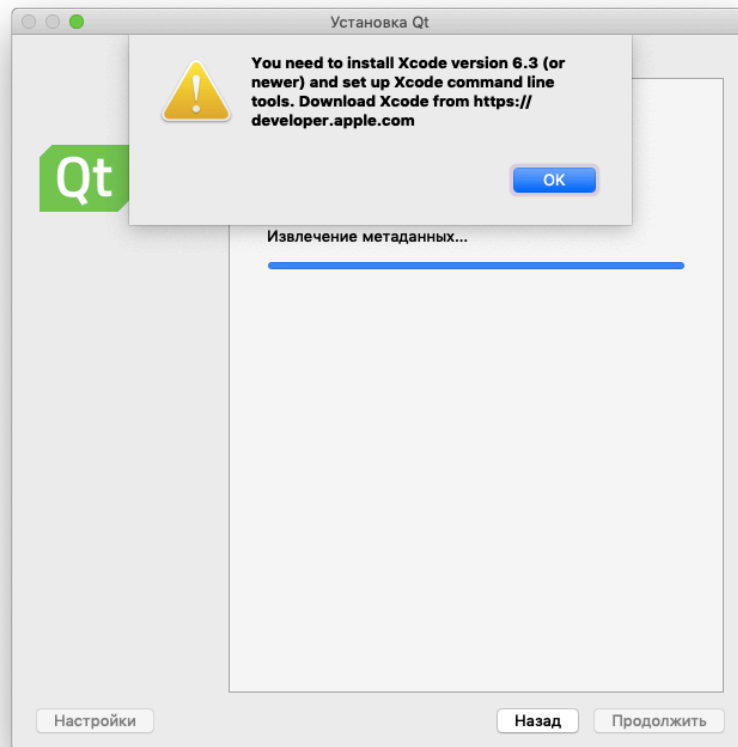 Установка Qt
You need to install Xcode version 6.3 (or
newer) and set up Xcode command line
tools. Download Xcode from https://
developer.apple.com
Qt
OK
Извлечение метаданных...
Настройки
Назад
Продолжить